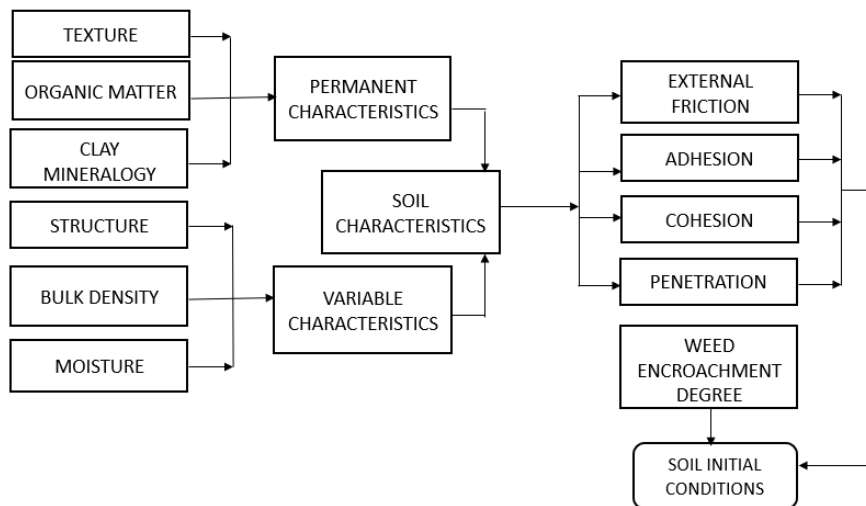 TEXTURE
ORGANIC MATTER
CLAY
MINERALOGY
STRUCTURE
BULK DENSITY
MOISTURE
PERMANENT
CHARACTERISTICS
SOIL
CHARACTERISTICS
VARIABLE
CHARACTERISTICS
EXTERNAL
FRICTION
ADHESION
COHESION
PENETRATION
WEED
ENCROACHMENT
DEGREE
SOIL INITIAL
CONDITIONS